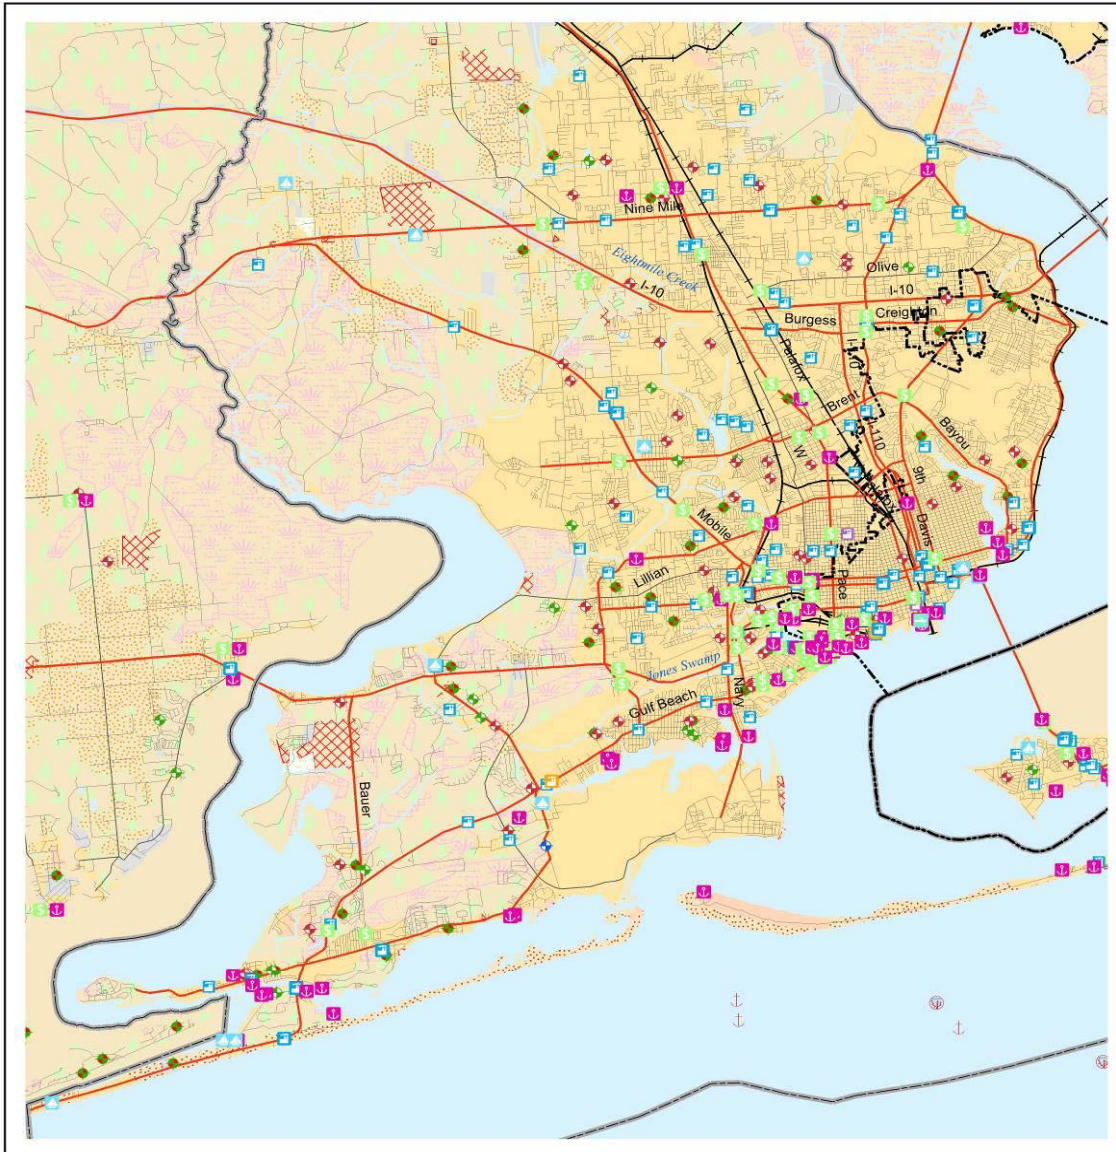 Nine Mile
Eightmile Creek
I-10
Olive
I-10
Creighton
Burgess
Palafox
I-10
Brent
I-110
Bayou
W
9th
Mobile
Davis
Lillian
Pace
Jones Swamp
Navy
Gulf Beach
Bauer